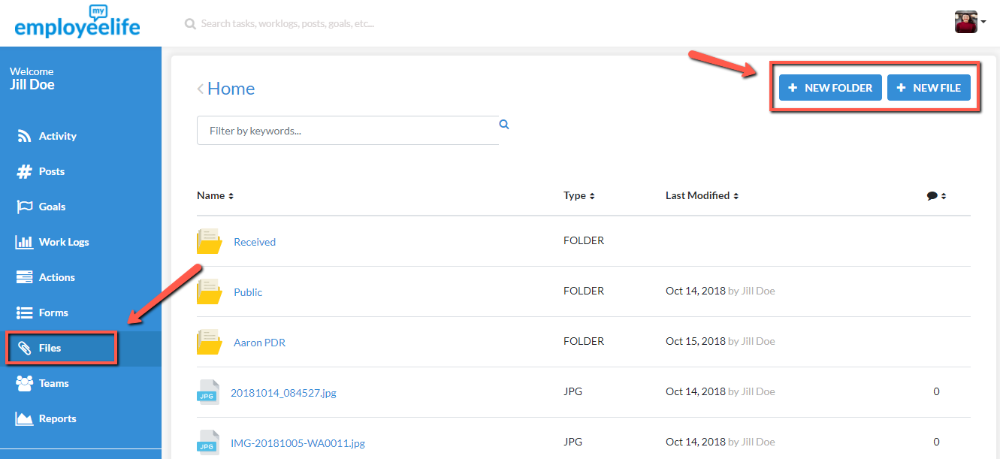 my
employeelife
Search tasks, worklogs, posts, goals, etc...
Welcome
Jill Doe
Activity
Posts
Goals
Work Logs
Actions
Forms
Files
Teams
Reports
Home
+ NEW FOLDER
+ NEW FILE
Filter by keywords...
Name Type Last Modified
Received FOLDER
Public FOLDER Oct 14, 2018 by Jill Doe
Aaron PDR FOLDER Oct 15, 2018 by Jill Doe
JPG 20181014_084527.jpg JPG Oct 14, 2018 by Jill Doe 0
JPG IMG-20181005-WA0011.jpg JPG Oct 14, 2018 by Jill Doe 0